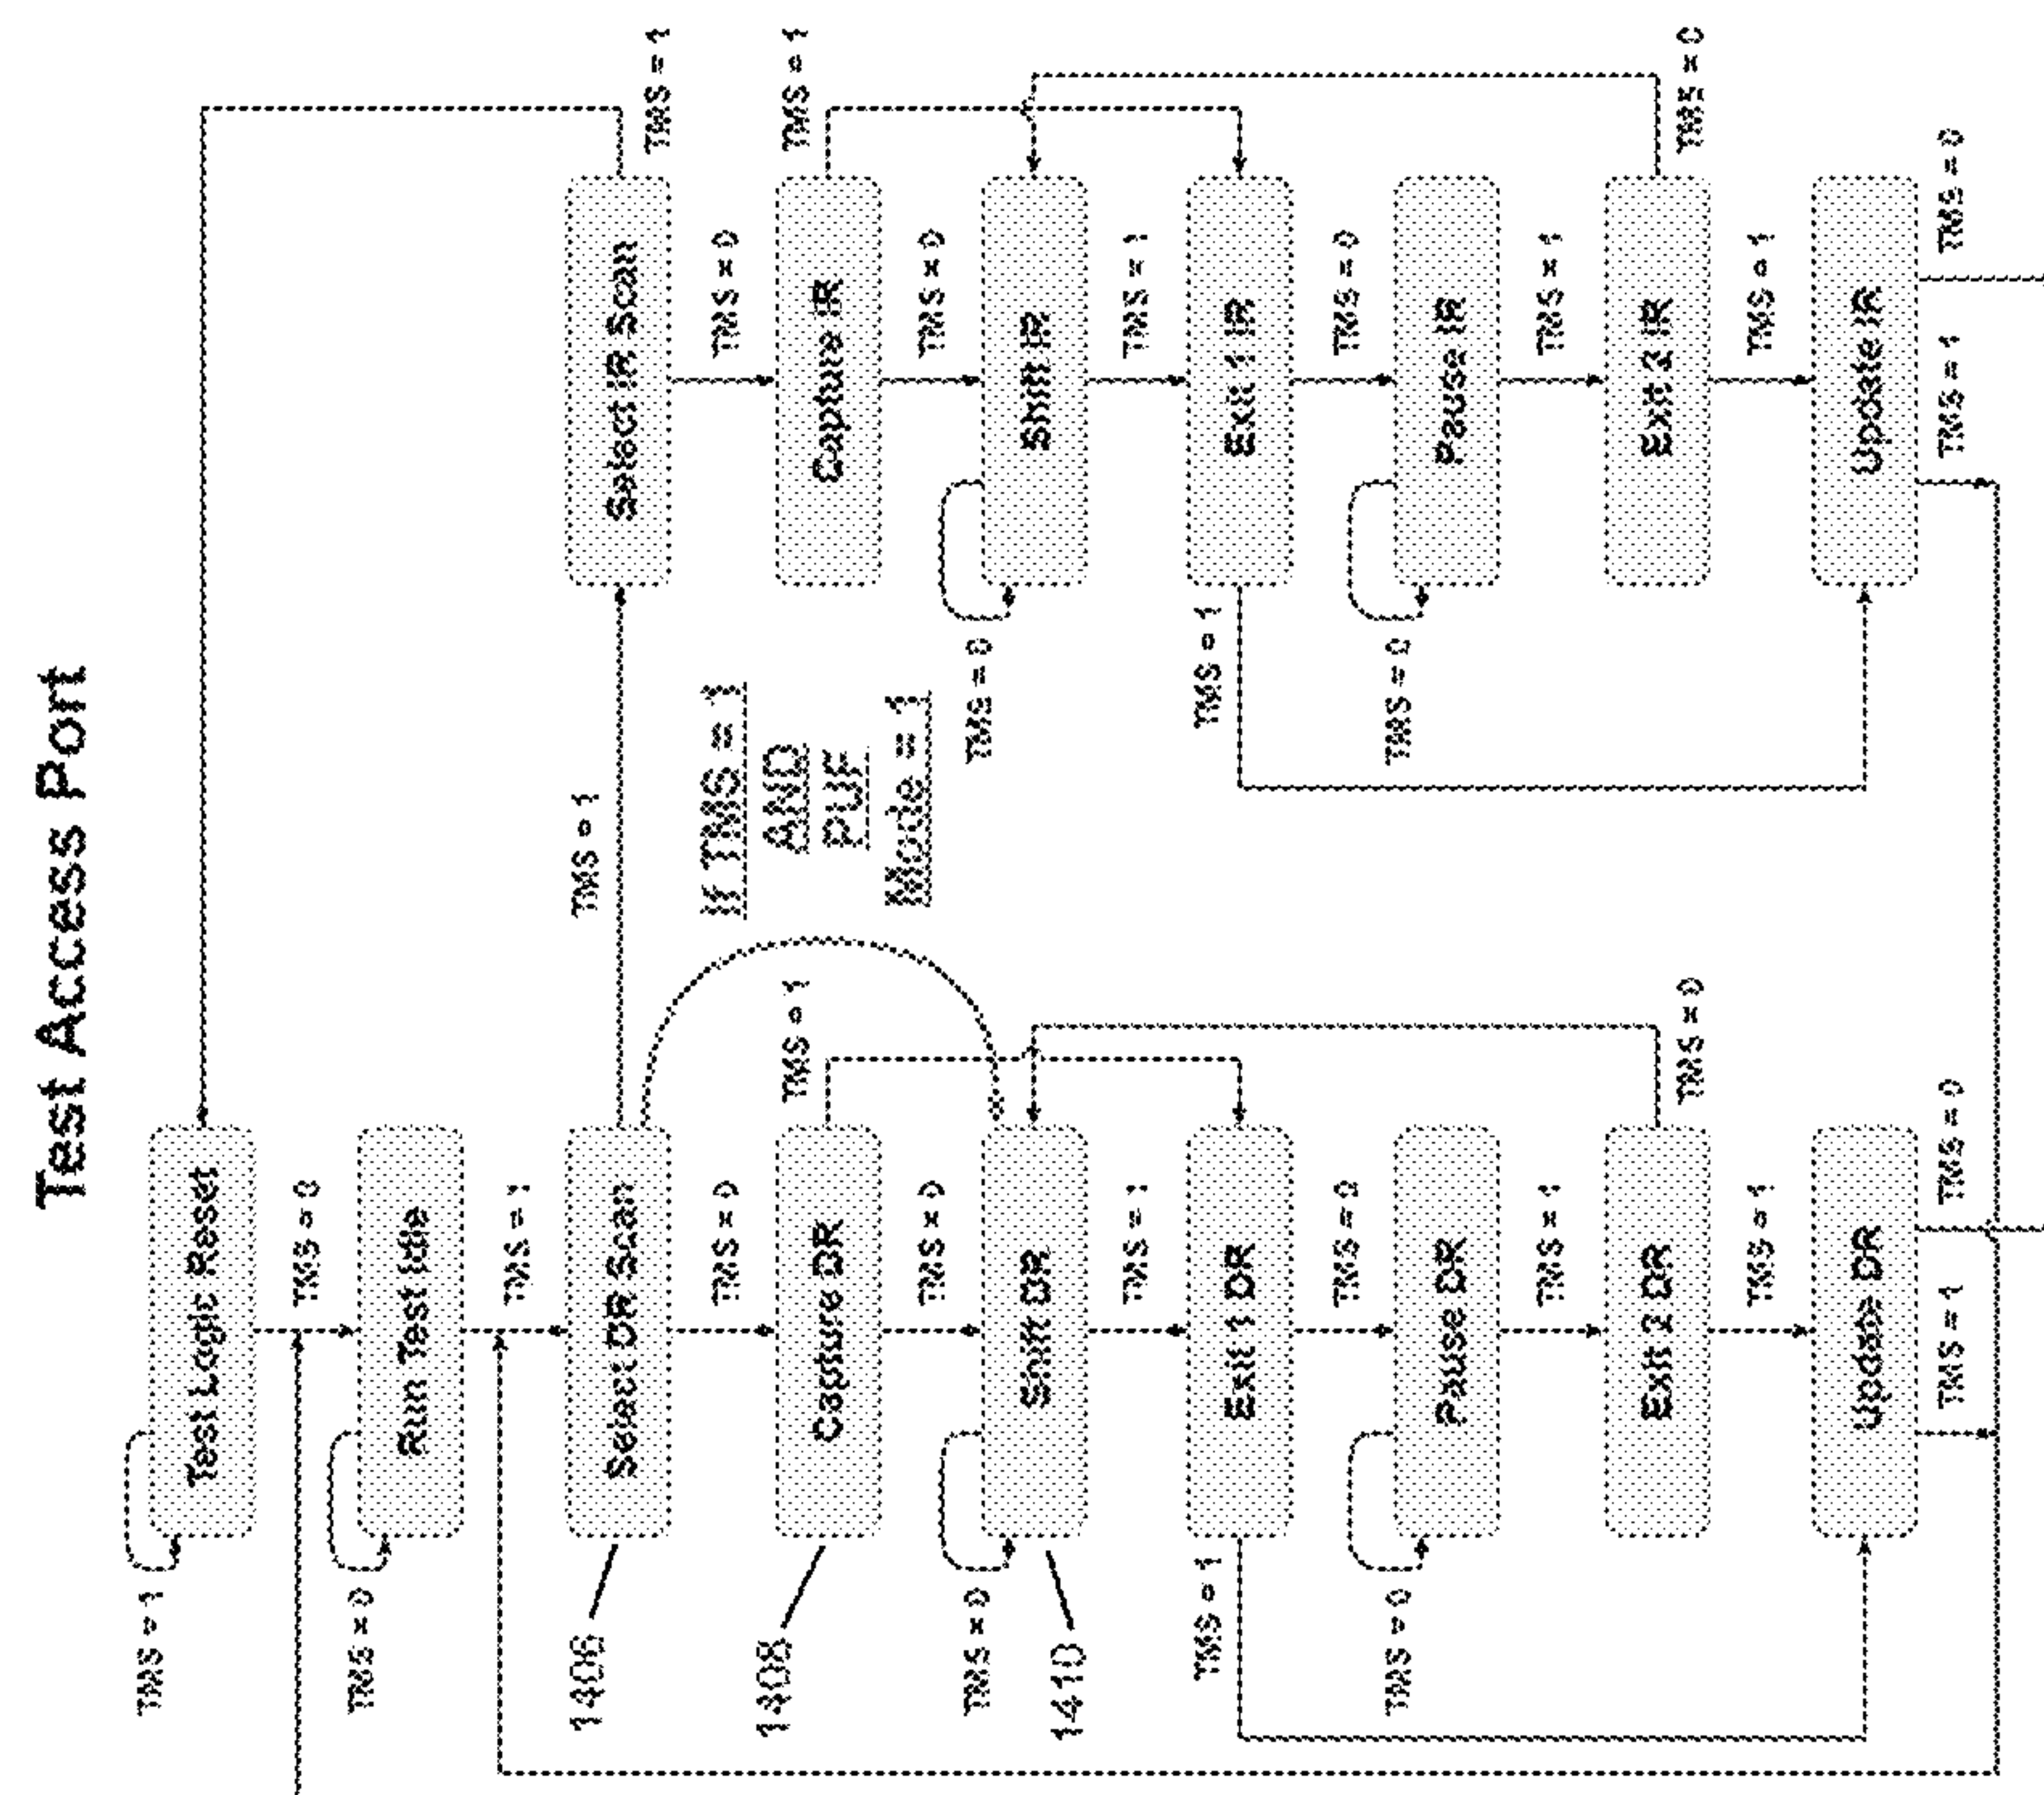 Test Access Port
TMS = 1
Test Logic Reset
TMS = 0
TMS = 0
Run Test Idle
TMS = 1
1406
Select DR Scan
TMS = 1
Select IR Scan
TMS = 1
TMS = 0
If TMS = 1
AND
PUF
Mode = 1
TMS = 0
1408
Capture DR
TMS = 1
Capture IR
TMS = 1
TMS = 0
TMS = 0
TMS = 0
Shift DR
TMS = 0
Shift IR
1410
TMS = 1
TMS = 1
TMS = 1
Exit 1 DR
TMS = 1
Exit 1 IR
TMS = 0
TMS = 0
TMS = 0
Pause DR
TMS = 0
Pause IR
TMS = 1
TMS = 1
Exit 2 DR
TMS = 0
Exit 2 IR
TMS = 0
TMS = 1
TMS = 1
Update DR
Update IR
TMS = 1
TMS = 0
TMS = 1
TMS = 0